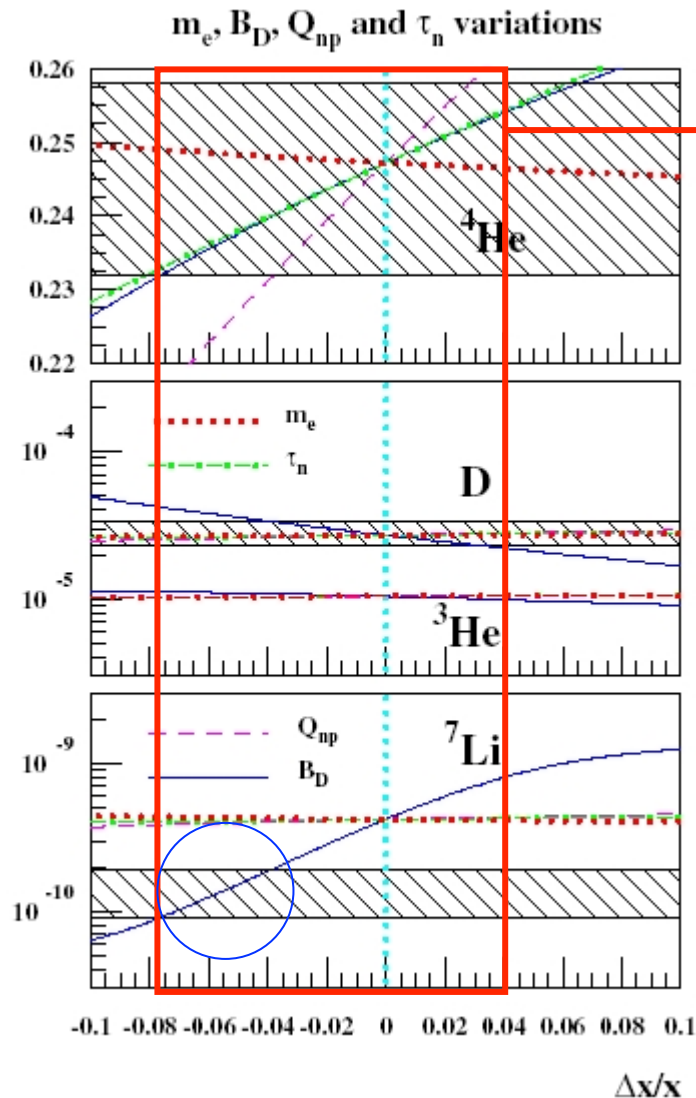 mₑ, B_D, Q_np and τₙ variations
0.26
0.25
0.24
0.23
0.22
⁴He
10⁻⁴
10⁻⁵
mₑ
τₙ
D
³He
10⁻⁹
10⁻¹⁰
Q_np
B_D
⁷Li
-0.1 -0.08 -0.06 -0.04 -0.02 0 0.02 0.04 0.06 0.08 0.1
Δx/x